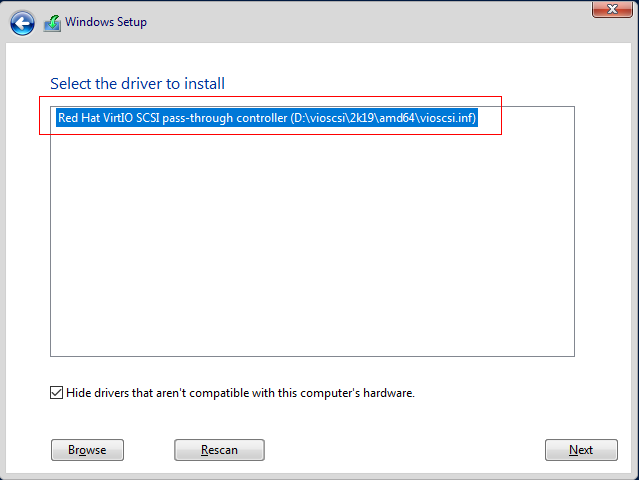 Windows Setup
Select the driver to install
Red Hat VirtIO SCSI pass-through controller (D:\vioscsi\2k19\amd64\vioscsi.inf)
Hide drivers that aren't compatible with this computer's hardware.
Browse
Rescan
Next